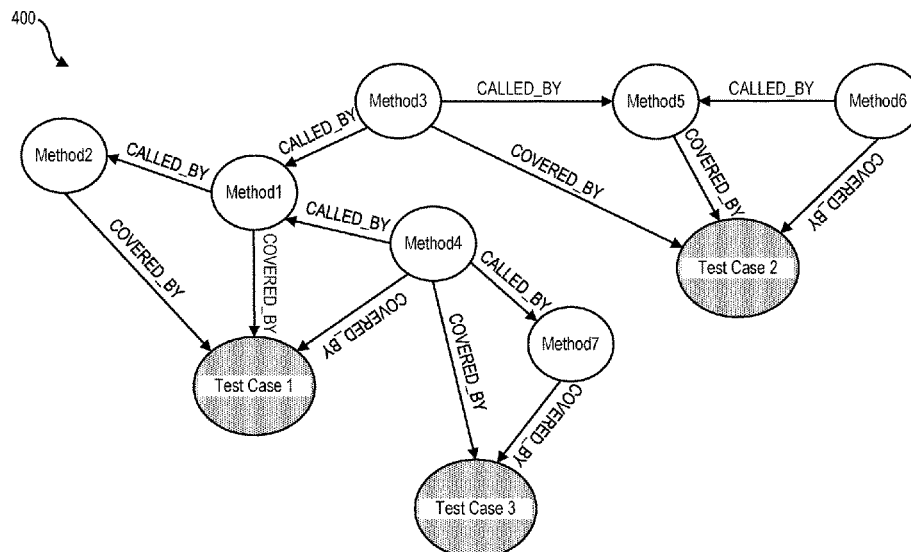 400
Method3
CALLED_BY
Method5
CALLED_BY
Method6
CALLED_BY
Method2
CALLED_BY
Method1
COVERED_BY
COVERED_BY
COVERED_BY
CALLED_BY
Method4
Test Case 2
COVERED_BY
COVERED_BY
COVERED_BY
CALLED_BY
COVERED_BY
Method7
Test Case 1
COVERED_BY
Test Case 3